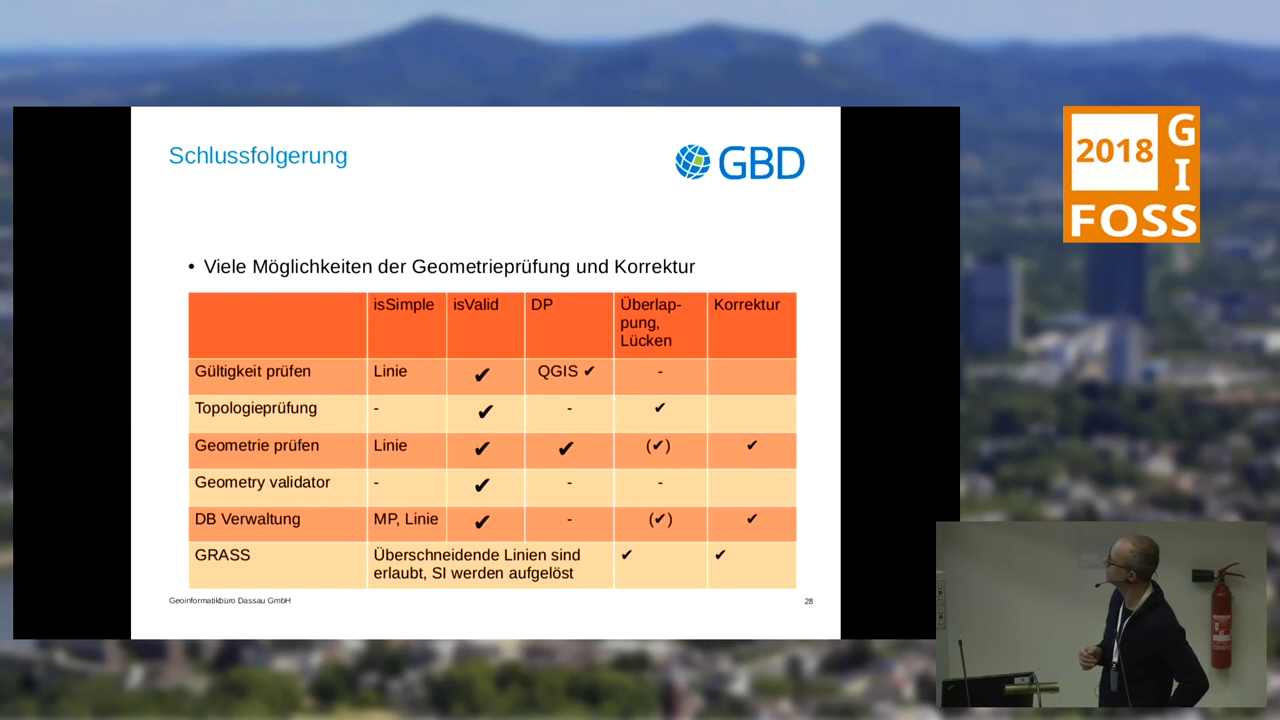 Schlussfolgerung
GBD
2018
G
I
FOSS
• Viele Möglichkeiten der Geometrieprüfung und Korrektur
isSimple isValid DP Überlap-
pung,
Lücken Korrektur
Gültigkeit prüfen Linie ✔ QGIS ✔ -
Topologieprüfung - ✔ - ✔
Geometrie prüfen Linie ✔ ✔ (✔) ✔
Geometry validator - ✔ - -
DB Verwaltung MP, Linie ✔ - (✔) ✔
GRASS Überschneidende Linien sind
erlaubt, SI werden aufgelöst ✔ ✔
Geoinformatikbüro Dassau GmbH
28